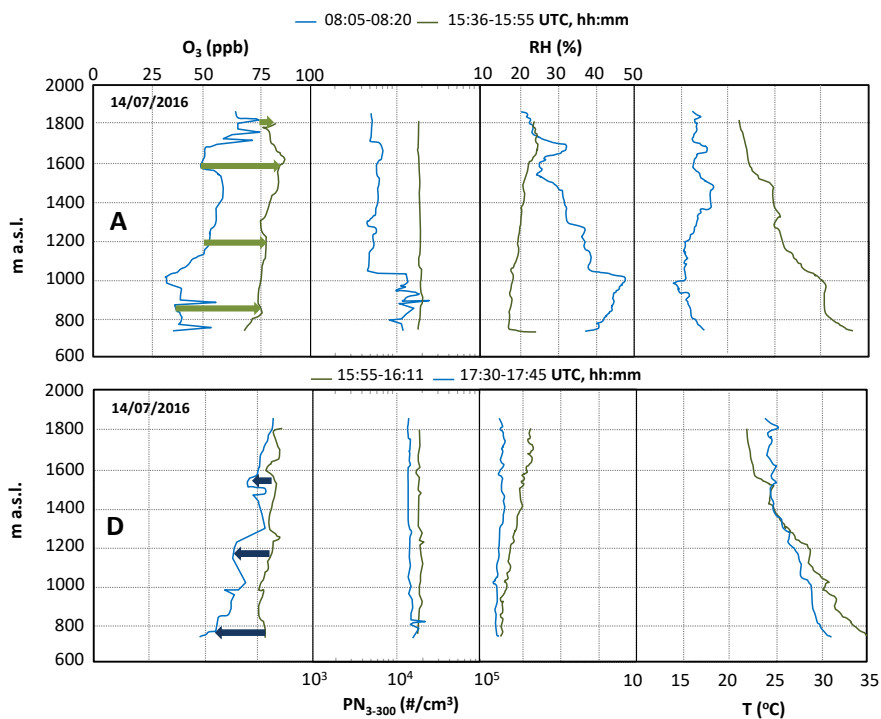 08:05-08:20 15:36-15:55 UTC, hh:mm
O₃ (ppb) RH (%)
0 25 50 75 100 10 20 30 40 50
2000
14/07/2016
1800
1600
1400
A
1200
1000
800
600
m a.s.l.
15:55-16:11 17:30-17:45 UTC, hh:mm
2000
14/07/2016
1800
1600
1400
D
1200
1000
800
600
m a.s.l.
10³ 10⁴ 10⁵ 10 15 20 25 30 35
PN₃₋₃₀₀ (#/cm³) T (°C)